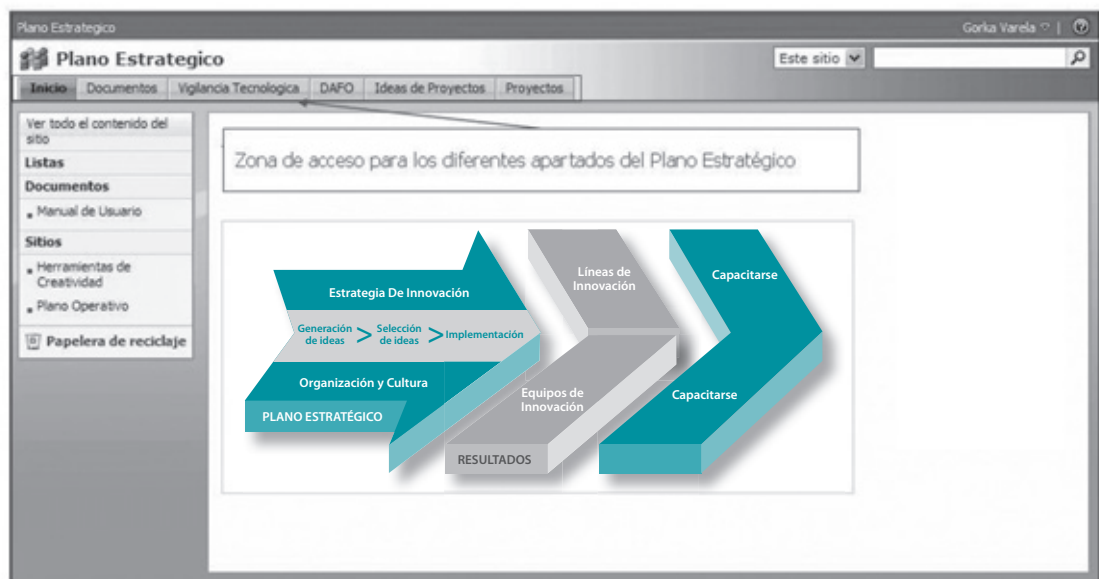 Plano Estrategico
Gorka Varela |
Plano Estrategico
Este sitio
Inicio Documentos Vigilancia Tecnologica DAFO Ideas de Proyectos Proyectos
Ver todo el contenido del
sitio
Listas
Documentos
Manual de Usuario
Sitios
Herramientas de
Creatividad
Plano Operativo
Papelera de reciclaje
Zona de acceso para los diferentes apartados del Plano Estratégico
Estrategia De Innovación
Generación
de ideas
>
Selección
de ideas
>
Implementación
Organización y Cultura
PLANO ESTRATÉGICO
Líneas de
Innovación
Equipos de
Innovación
RESULTADOS
Capacitarse
Capacitarse